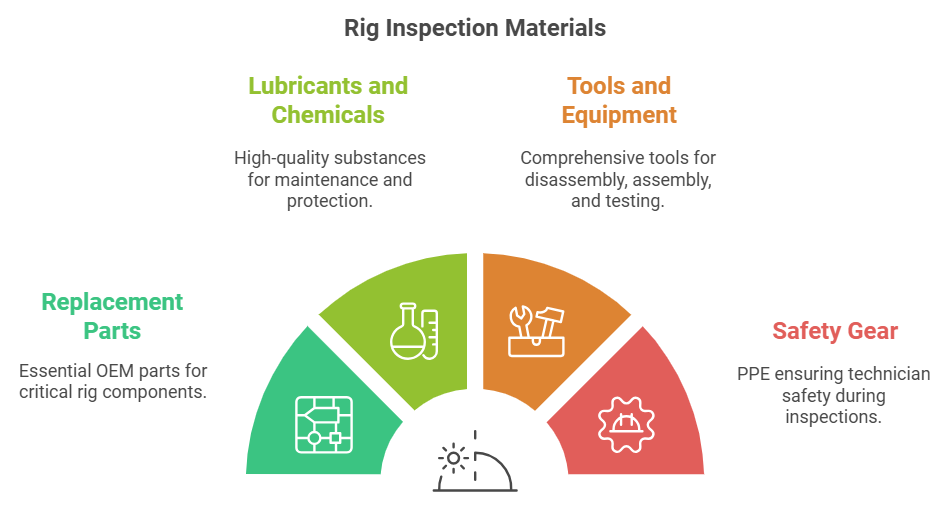 Rig Inspection Materials
Lubricants and
Chemicals
High-quality substances
for maintenance and
protection.
Tools and
Equipment
Comprehensive tools for
disassembly, assembly,
and testing.
Replacement
Parts
Essential OEM parts for
critical rig components.
Safety Gear
PPE ensuring technician
safety during
inspections.